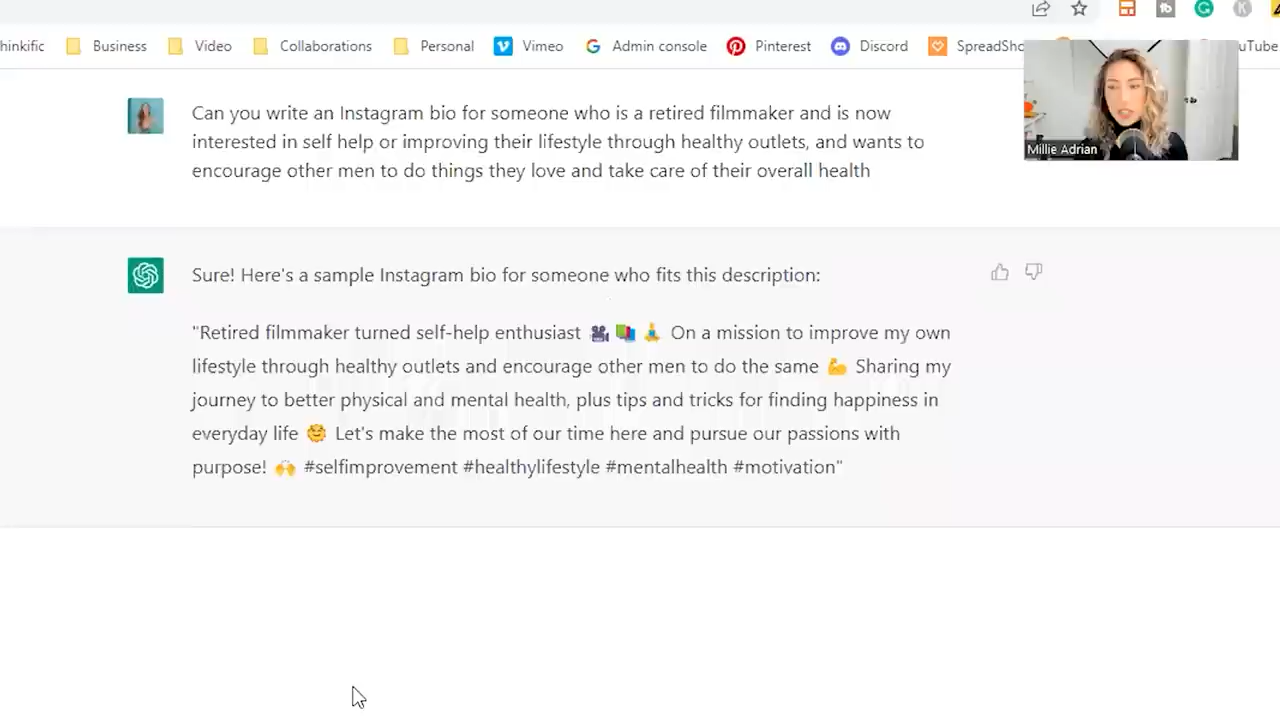 hinkific Business Video Collaborations Personal Vimeo Admin console Pinterest Discord SpreadSho uTube
Millie Adrian
Can you write an Instagram bio for someone who is a retired filmmaker and is now
interested in self help or improving their lifestyle through healthy outlets, and wants to
encourage other men to do things they love and take care of their overall health
Sure! Here's a sample Instagram bio for someone who fits this description:
"Retired filmmaker turned self-help enthusiast 🎥📚🧘 On a mission to improve my own
lifestyle through healthy outlets and encourage other men to do the same 💪 Sharing my
journey to better physical and mental health, plus tips and tricks for finding happiness in
everyday life 🌞 Let's make the most of our time here and pursue our passions with
purpose! 🙌 #selfimprovement #healthylifestyle #mentalhealth #motivation"